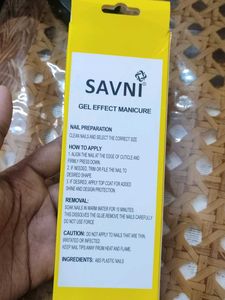 SAVNI
GEL EFFECT MANICURE
NAIL PREPARATION
CLEAN NAILS AND SELECT THE CORRECT SIZE
HOW TO APPLY
1. ALIGN THE NAIL AT THE EDGE OF CUTICLE AND
FIRMLY PRESS DOWN.
2. IF NEEDED, TRIM OR FILE THE NAIL TO
DESIRED SHAPE.
3. IF DESIRED, APPLY TOP COAT FOR ADDED
SHINE AND DESIGN PROTECTION.
REMOVAL:
SOAK NAILS IN WARM WATER FOR 10 MINUTES
THIS DISSOLVES THE GLUE REMOVE THE NAILS CAREFULLY
DO NOT USE FORCE
CAUTION: DO NOT APPLY TO NAILS THAT ARE THIN,
IRRITATED OR INFECTED
KEEP NAIL TIPS AWAY FROM HEAT AND FLAME.
INGREDIENTS: ABS PLASTIC NAILS